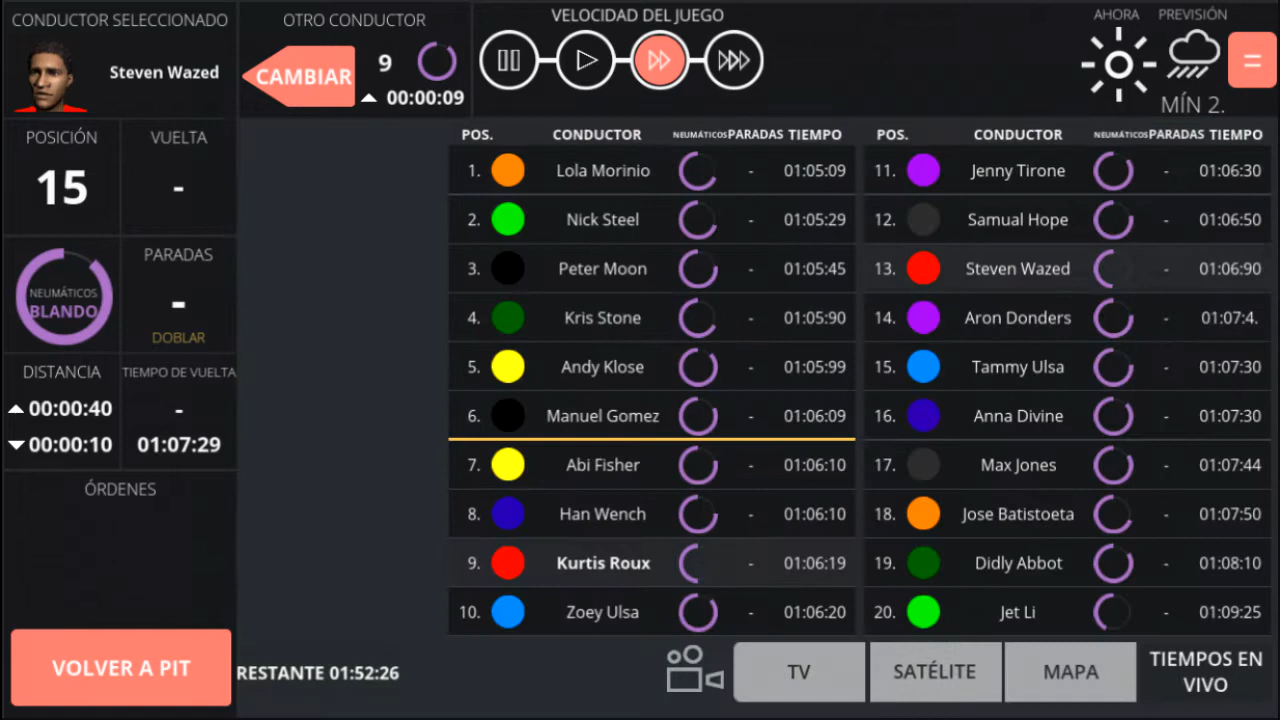 CONDUCTOR SELECCIONADO
Steven Wazed
OTRO CONDUCTOR
CAMBIAR
9
00:00:09
VELOCIDAD DEL JUEGO
AHORA PREVISIÓN
MÍN 2.
POSICIÓN
15
VUELTA
-
NEUMÁTICOS
BLANDO
PARADAS
-
DOBLAR
DISTANCIA
00:00:40
00:00:10
TIEMPO DE VUELTA
-
01:07:29
ÓRDENES
VOLVER A PIT
POS. CONDUCTOR NEUMÁTICOS PARADAS TIEMPO
1. Lola Morinio - 01:05:09
2. Nick Steel - 01:05:29
3. Peter Moon - 01:05:45
4. Kris Stone - 01:05:90
5. Andy Klose - 01:05:99
6. Manuel Gomez - 01:06:09
7. Abi Fisher - 01:06:10
8. Han Wench - 01:06:10
9. Kurtis Roux - 01:06:19
10. Zoey Ulsa - 01:06:20
POS. CONDUCTOR NEUMÁTICOS PARADAS TIEMPO
11. Jenny Tirone - 01:06:30
12. Samual Hope - 01:06:50
13. Steven Wazed - 01:06:90
14. Aron Donders - 01:07:4.
15. Tammy Ulsa - 01:07:30
16. Anna Divine - 01:07:30
17. Max Jones - 01:07:44
18. Jose Batistoeta - 01:07:50
19. Didly Abbot - 01:08:10
20. Jet Li - 01:09:25
RESTANTE 01:52:26
TV
SATÉLITE
MAPA
TIEMPOS EN
VIVO